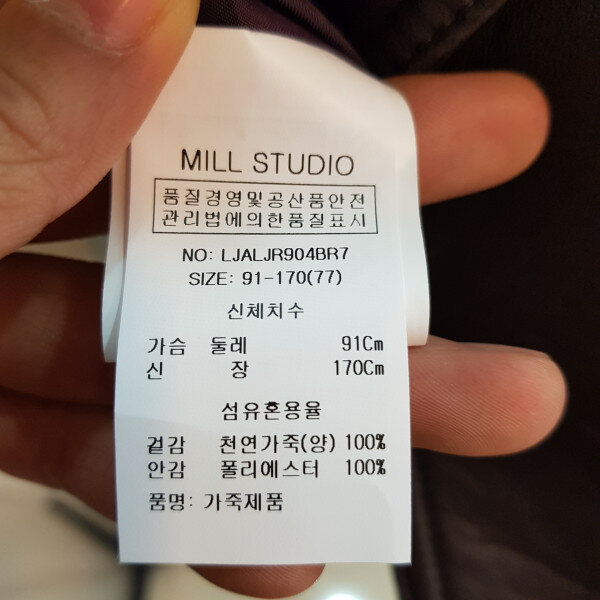 MILL STUDIO
품질경영및공산품안전
관리법에의한품질표시
NO: LJALJR904BR7
SIZE: 91-170(77)
신체치수
가슴 둘레 91Cm
신 장 170Cm
섬유혼용율
겉감 천연가죽(양) 100%
안감 폴리에스터 100%
품명: 가죽제품